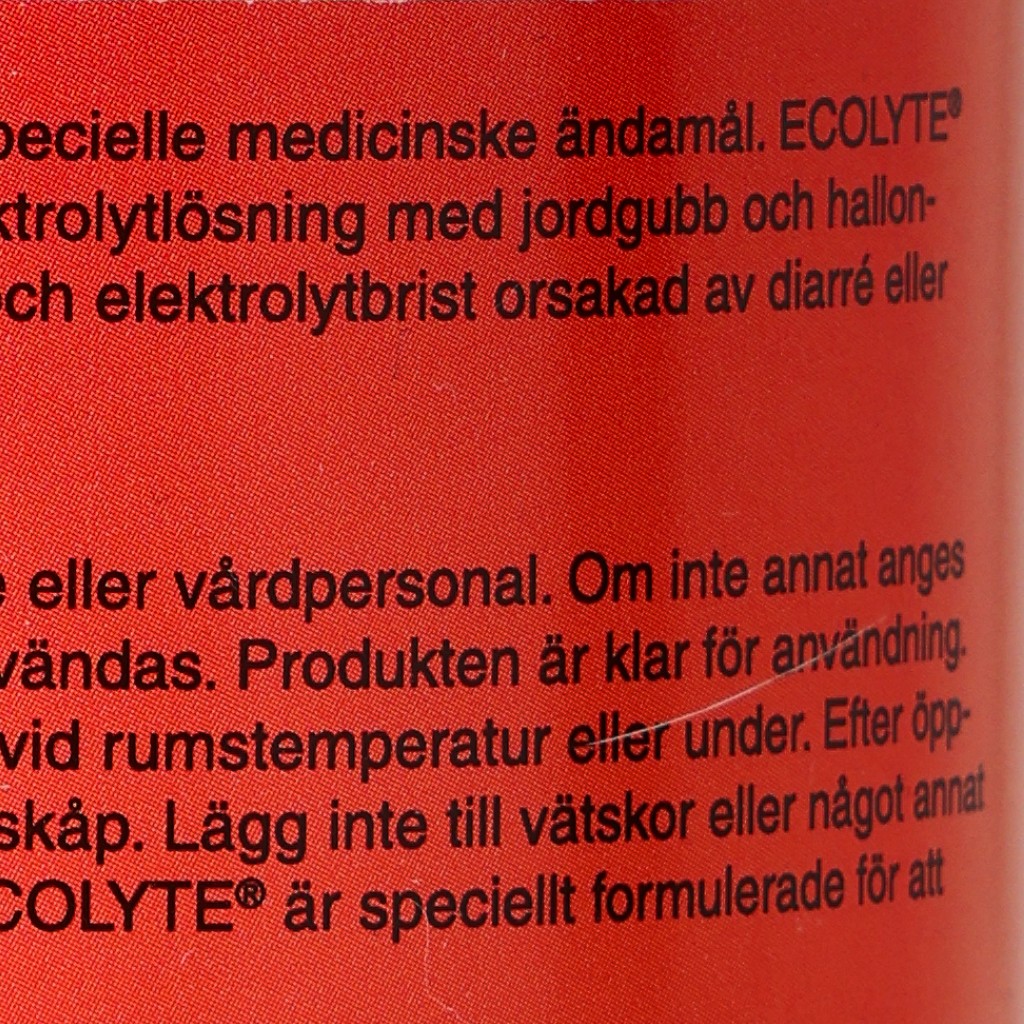 pecielle medicinske ändamål. ECOLYTE®
ktrolytlösning med jordgubb och hallon-
och elektrolytbrist orsakad av diarré eller
e eller vårdpersonal. Om inte annat anges
vändas. Produkten är klar för användning.
vid rumstemperatur eller under. Efter öpp-
skåp. Lägg inte till vätskor eller något annat
COLYTE® är speciellt formulerade för att